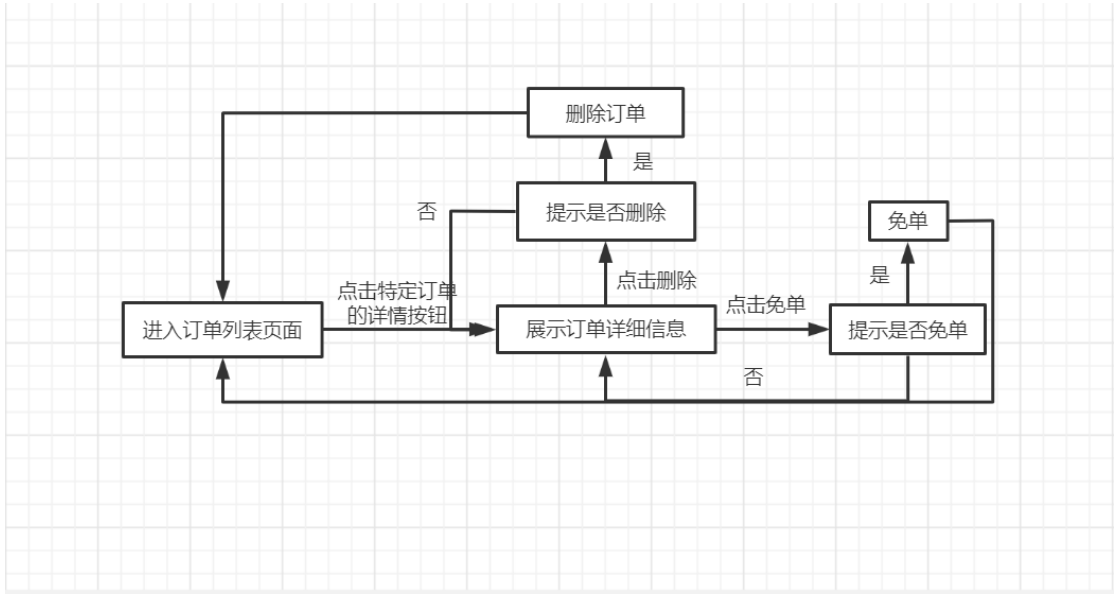 删除订单
是
否
提示是否删除
免单
是
点击删除
点击特定订单
的详情按钮
点击免单
进入订单列表页面
展示订单详细信息
提示是否免单
否